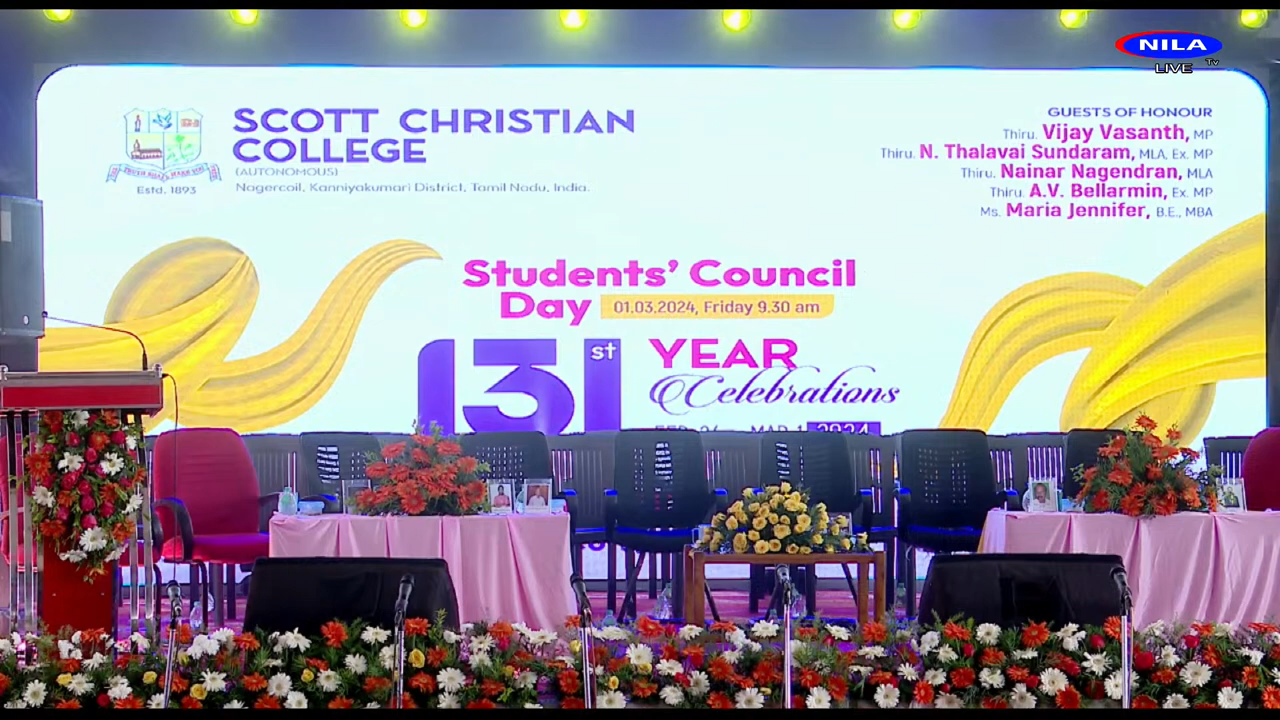 NILA
Tv
LIVE
SCOTT CHRISTIAN
COLLEGE
(AUTONOMOUS)
Nagercoil, Kanniyakumari District, Tamil Nadu, India.
Estd. 1893
GUESTS OF HONOUR
Thiru. Vijay Vasanth, MP
Thiru. N. Thalavai Sundaram, MLA, Ex. MP
Thiru. Nainar Nagendran, MLA
Thiru. A.V. Bellarmin, Ex. MP
Ms. Maria Jennifer, B.E., MBA
Students' Council
Day 01.03.2024, Friday 9.30 am
131st YEAR
Celebrations
2024